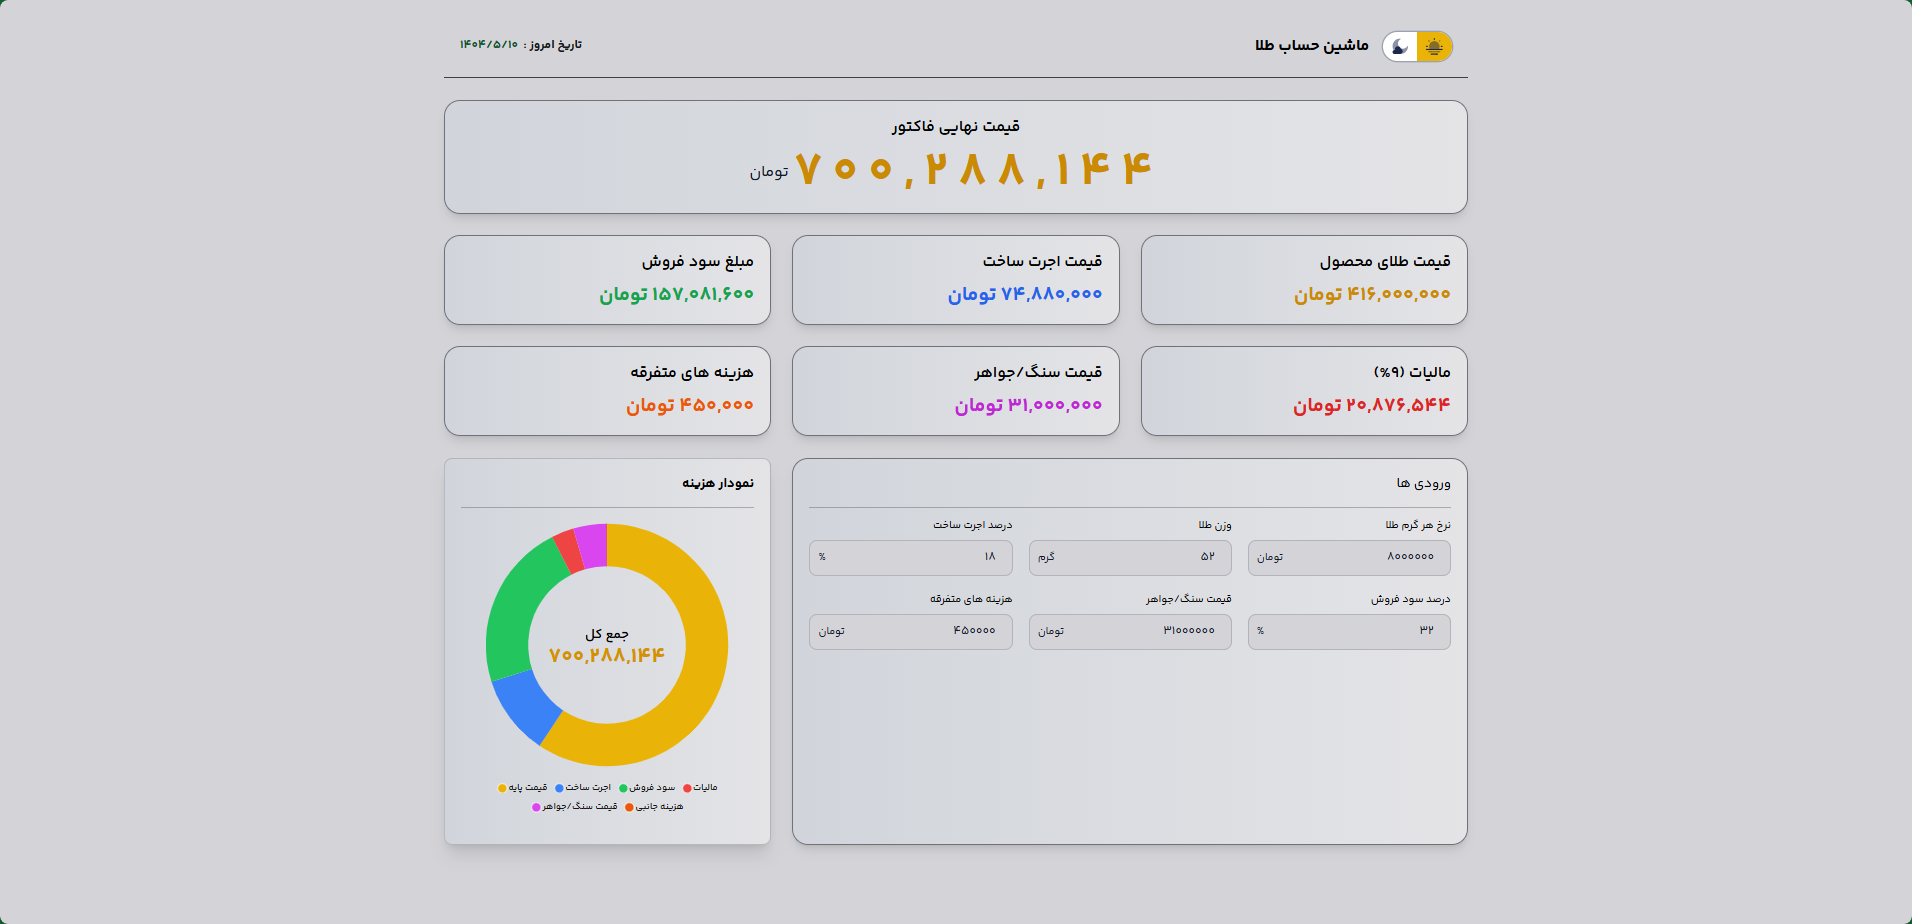 ماشین حساب طلا
تاریخ امروز : ۱۴۰۴/۵/۱۰
قیمت نهایی فاکتور
۷۰۰,۲۸۸,۱۴۴ تومان
قیمت طلای محصول
۴۱۶,۰۰۰,۰۰۰ تومان
قیمت اجرت ساخت
۷۴,۸۸۰,۰۰۰ تومان
مبلغ سود فروش
۱۵۷,۰۸۱,۶۰۰ تومان
مالیات (۹%)
۲۰,۸۷۶,۵۴۴ تومان
قیمت سنگ/جواهر
۳۱,۰۰۰,۰۰۰ تومان
هزینه های متفرقه
۴۵۰,۰۰۰ تومان
ورودی ها
نرخ هر گرم طلا
۸۰۰۰۰۰۰ تومان
وزن طلا
۵۲ گرم
درصد اجرت ساخت
۱۸ %
درصد سود فروش
۳۲ %
قیمت سنگ/جواهر
۳۱۰۰۰۰۰۰ تومان
هزینه های متفرقه
۴۵۰۰۰۰ تومان
نمودار هزینه
جمع کل
۷۰۰,۲۸۸,۱۴۴
مالیات سود فروش اجرت ساخت قیمت پایه
هزینه جانبی قیمت سنگ/جواهر